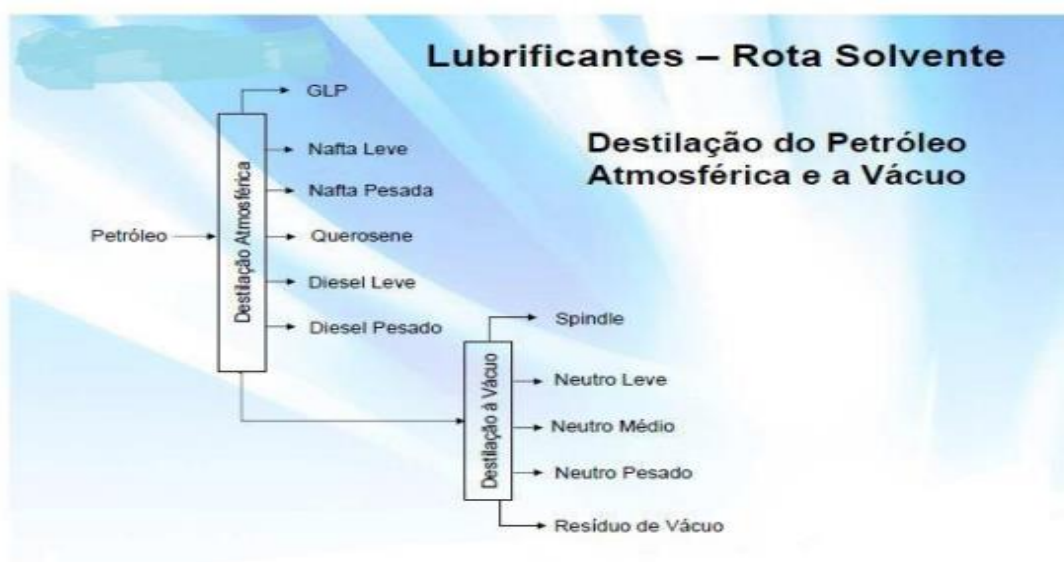 Lubrificantes – Rota Solvente
Destilação do Petróleo
Atmosférica e a Vácuo
Petróleo
Destilação Atmosférica
GLP
Nafta Leve
Nafta Pesada
Querosene
Diesel Leve
Diesel Pesado
Destilação à Vácuo
Spindle
Neutro Leve
Neutro Médio
Neutro Pesado
Resíduo de Vácuo